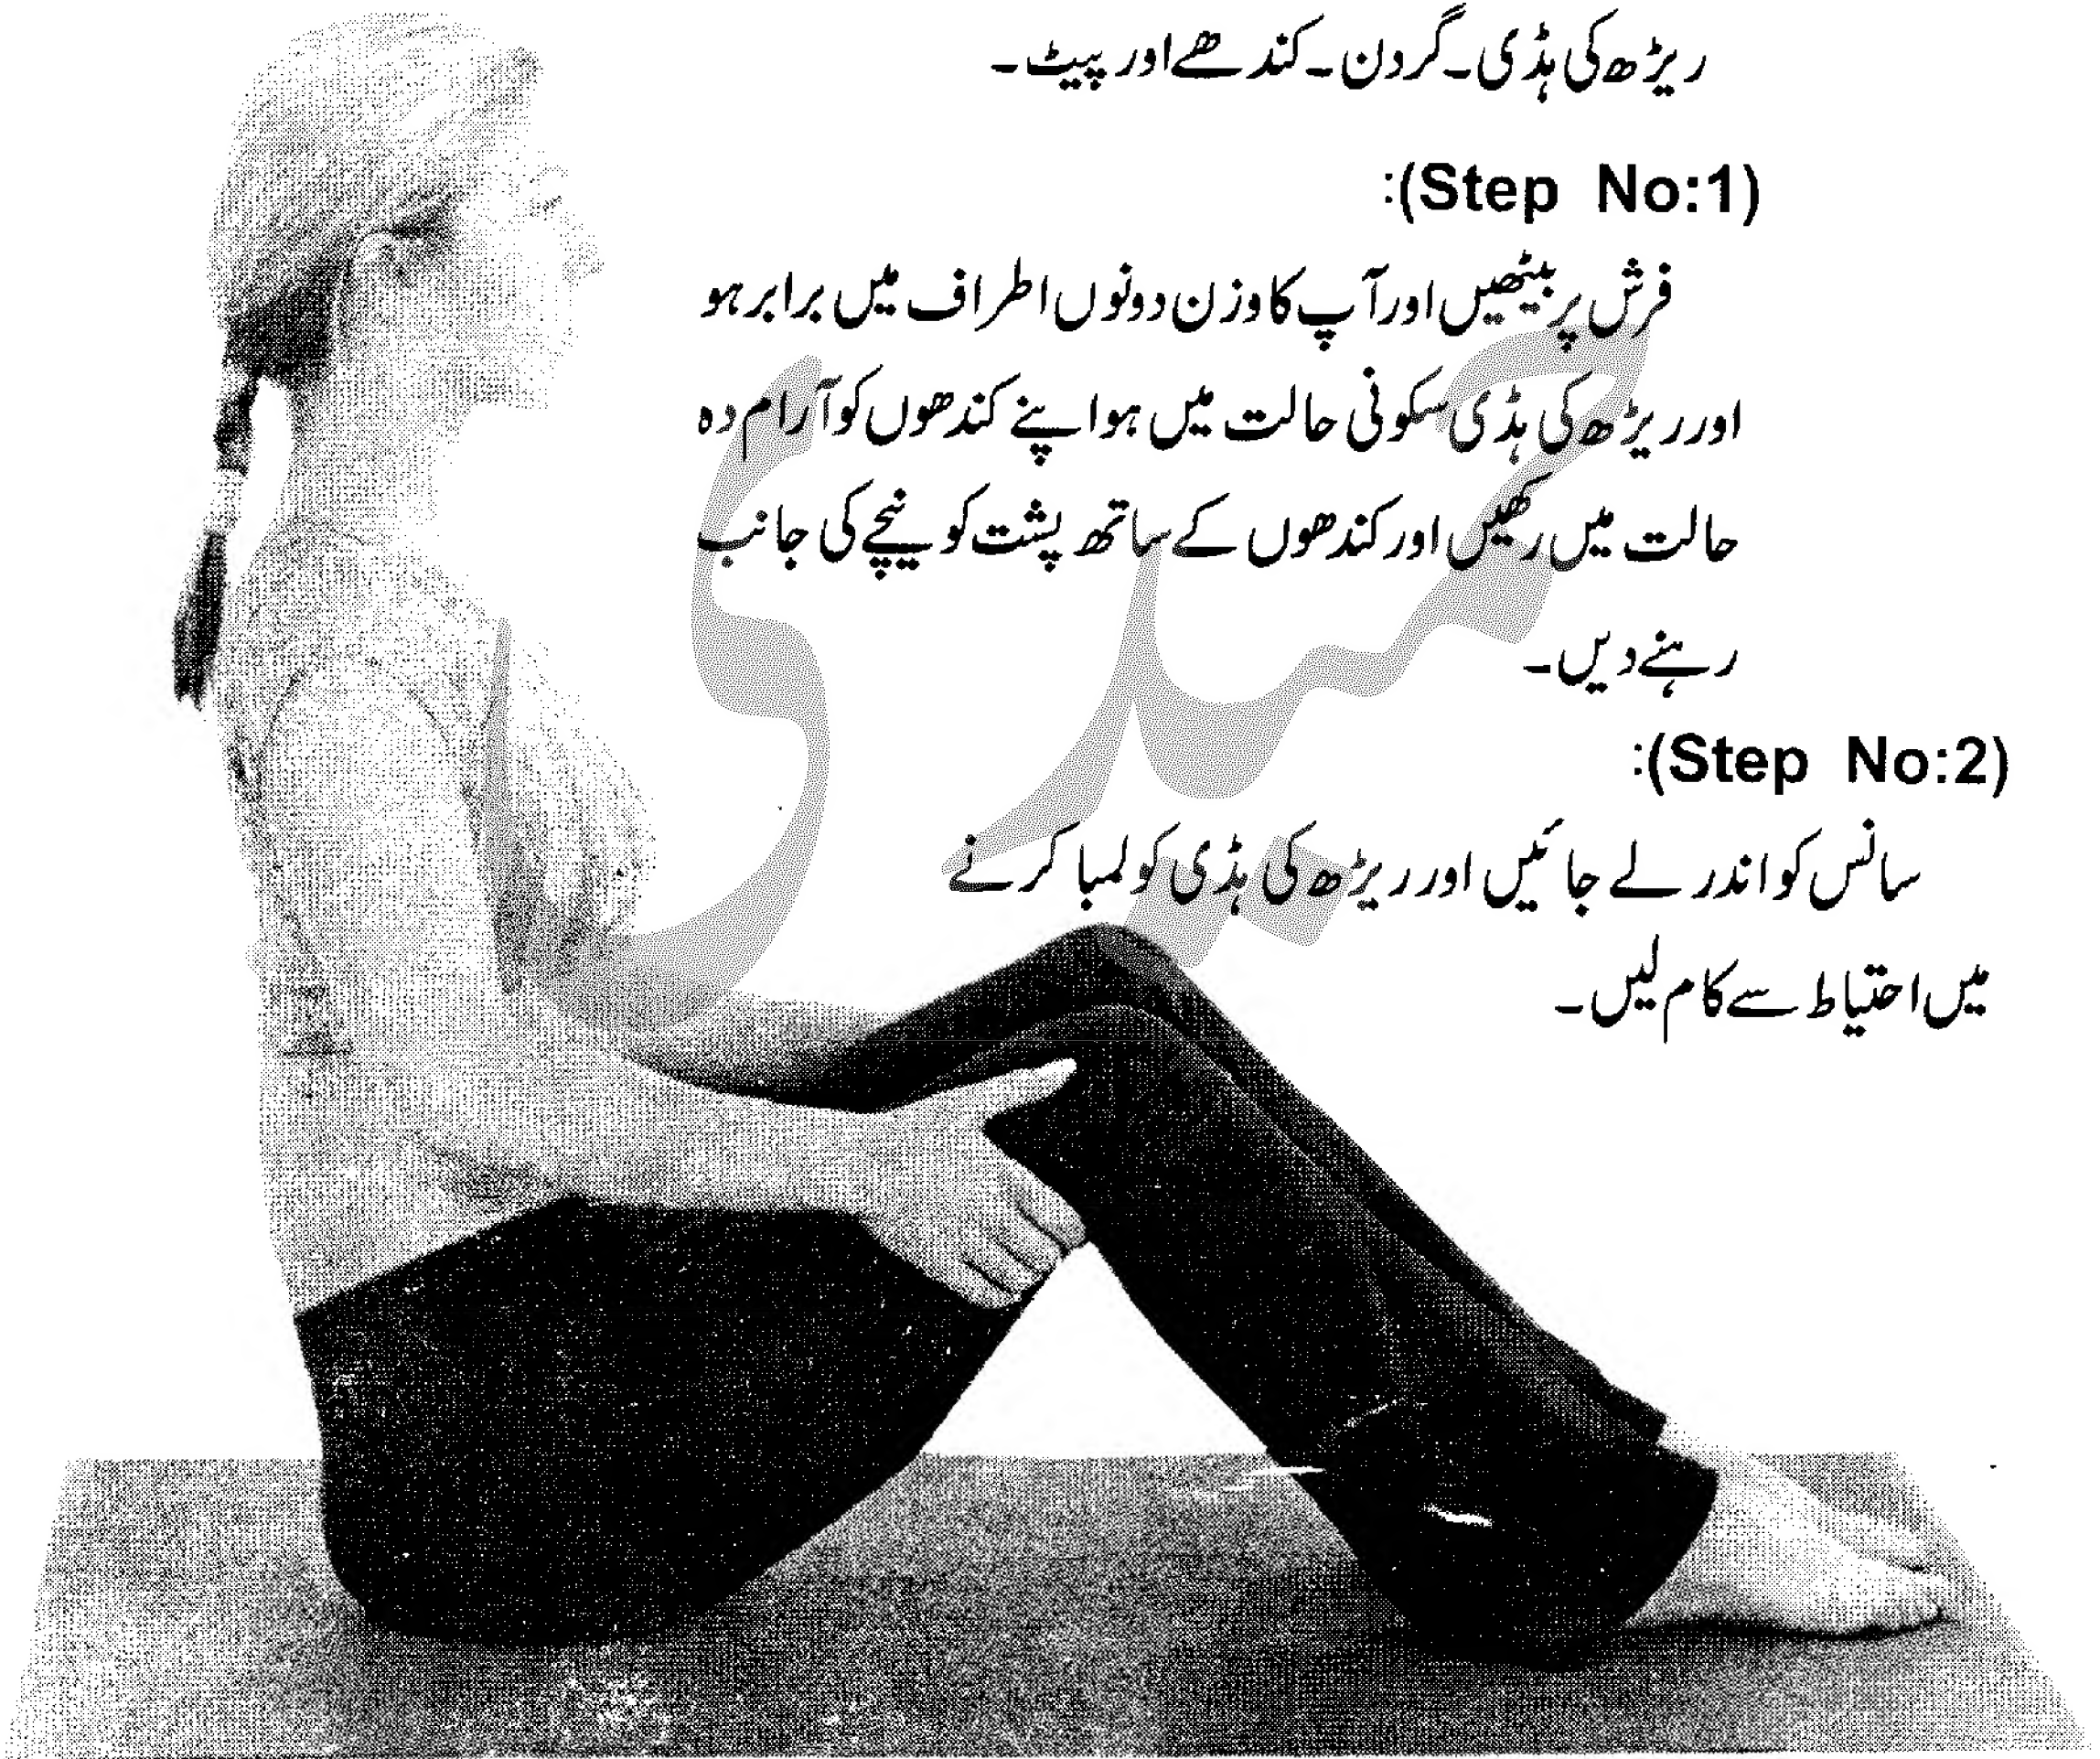 ریڑھ کی ہڈی۔ گردن۔ کندھے اور پیٹ۔
(Step No:1):
فرش پر بیٹھیں اور آپ کا وزن دونوں اطراف میں برابر ہو
اور ریڑھ کی ہڈی سکونی حالت میں ہو اپنے کندھوں کو آرام دہ
حالت میں رکھیں اور کندھوں کے ساتھ پشت کو نیچے کی جانب
رہنے دیں۔
(Step No:2):
سانس کو اندر لے جائیں اور ریڑھ کی ہڈی کو لمبا کرنے
میں احتیاط سے کام لیں۔